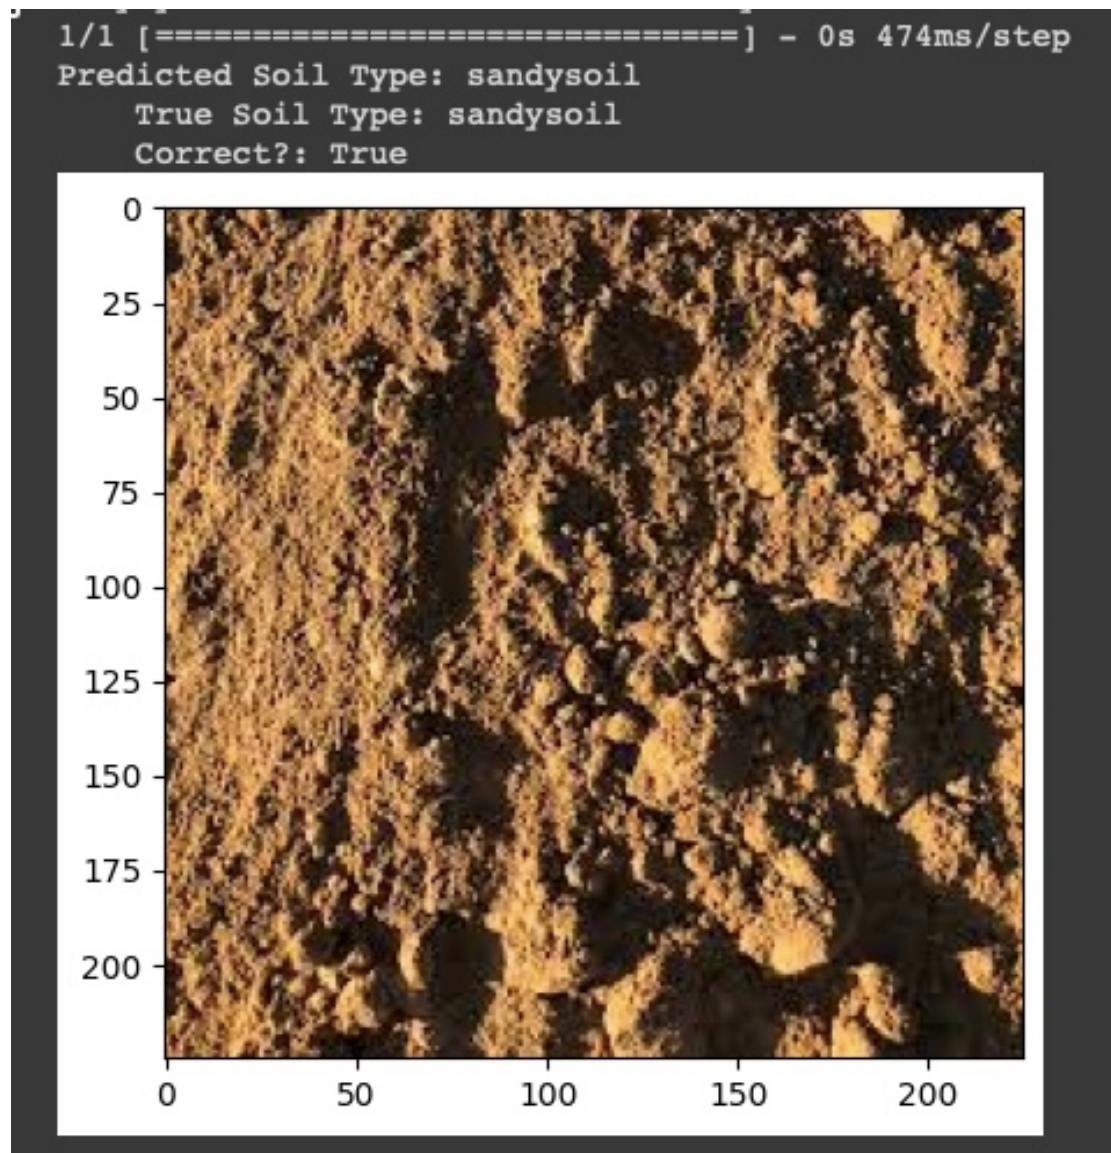 1/1 [==============================] - 0s 474ms/step
Predicted Soil Type: sandysoil
True Soil Type: sandysoil
Correct?: True
0
25
50
75
100
125
150
175
200
0 50 100 150 200